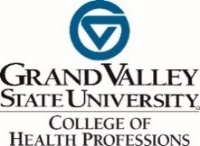 GRAND VALLEY
STATE UNIVERSITY®
COLLEGE OF
HEALTH PROFESSIONS